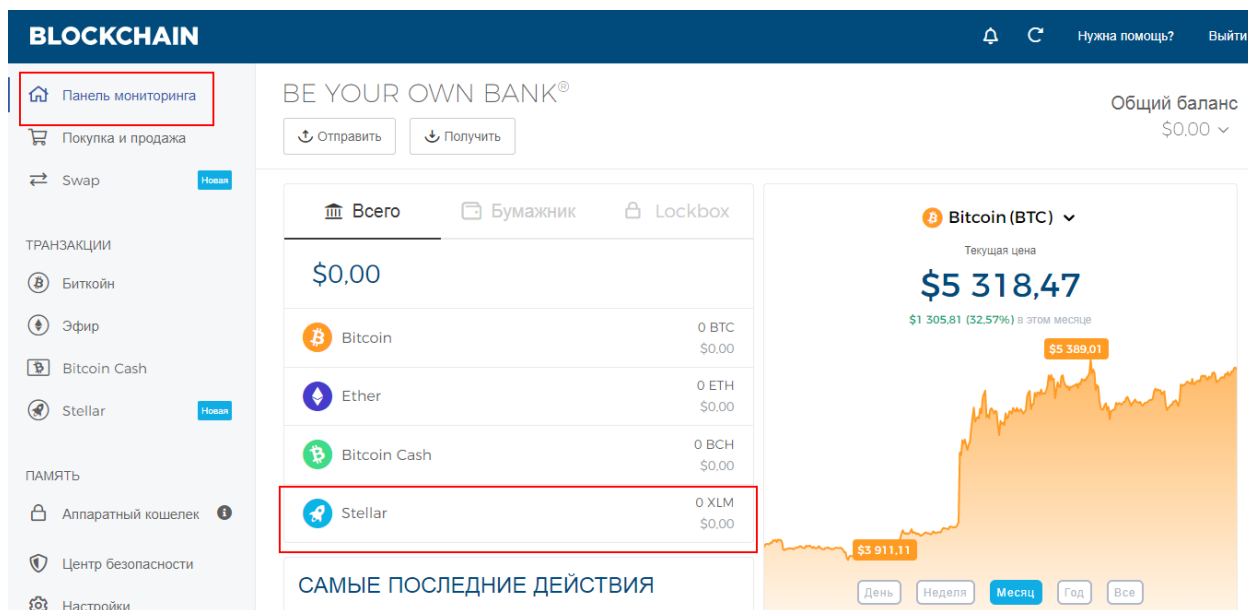 BLOCKCHAIN
Нужна помощь?
Выйти
Панель мониторинга
Покупка и продажа
Swap
Новая
ТРАНЗАКЦИИ
Биткойн
Эфир
Bitcoin Cash
Stellar
Новая
ПАМЯТЬ
Аппаратный кошелек
Центр безопасности
Настройки
BE YOUR OWN BANK®
Отправить
Получить
Общий баланс
$0,00
Всего
Бумажник
Lockbox
$0,00
Bitcoin
0 BTC
$0,00
Ether
0 ETH
$0,00
Bitcoin Cash
0 BCH
$0,00
Stellar
0 XLM
$0,00
САМЫЕ ПОСЛЕДНИЕ ДЕЙСТВИЯ
Bitcoin (BTC)
Текущая цена
$5 318,47
$1 305,81 (32,57%) в этом месяце
$5 389,01
$3 911,11
День
Неделя
Месяц
Год
Все